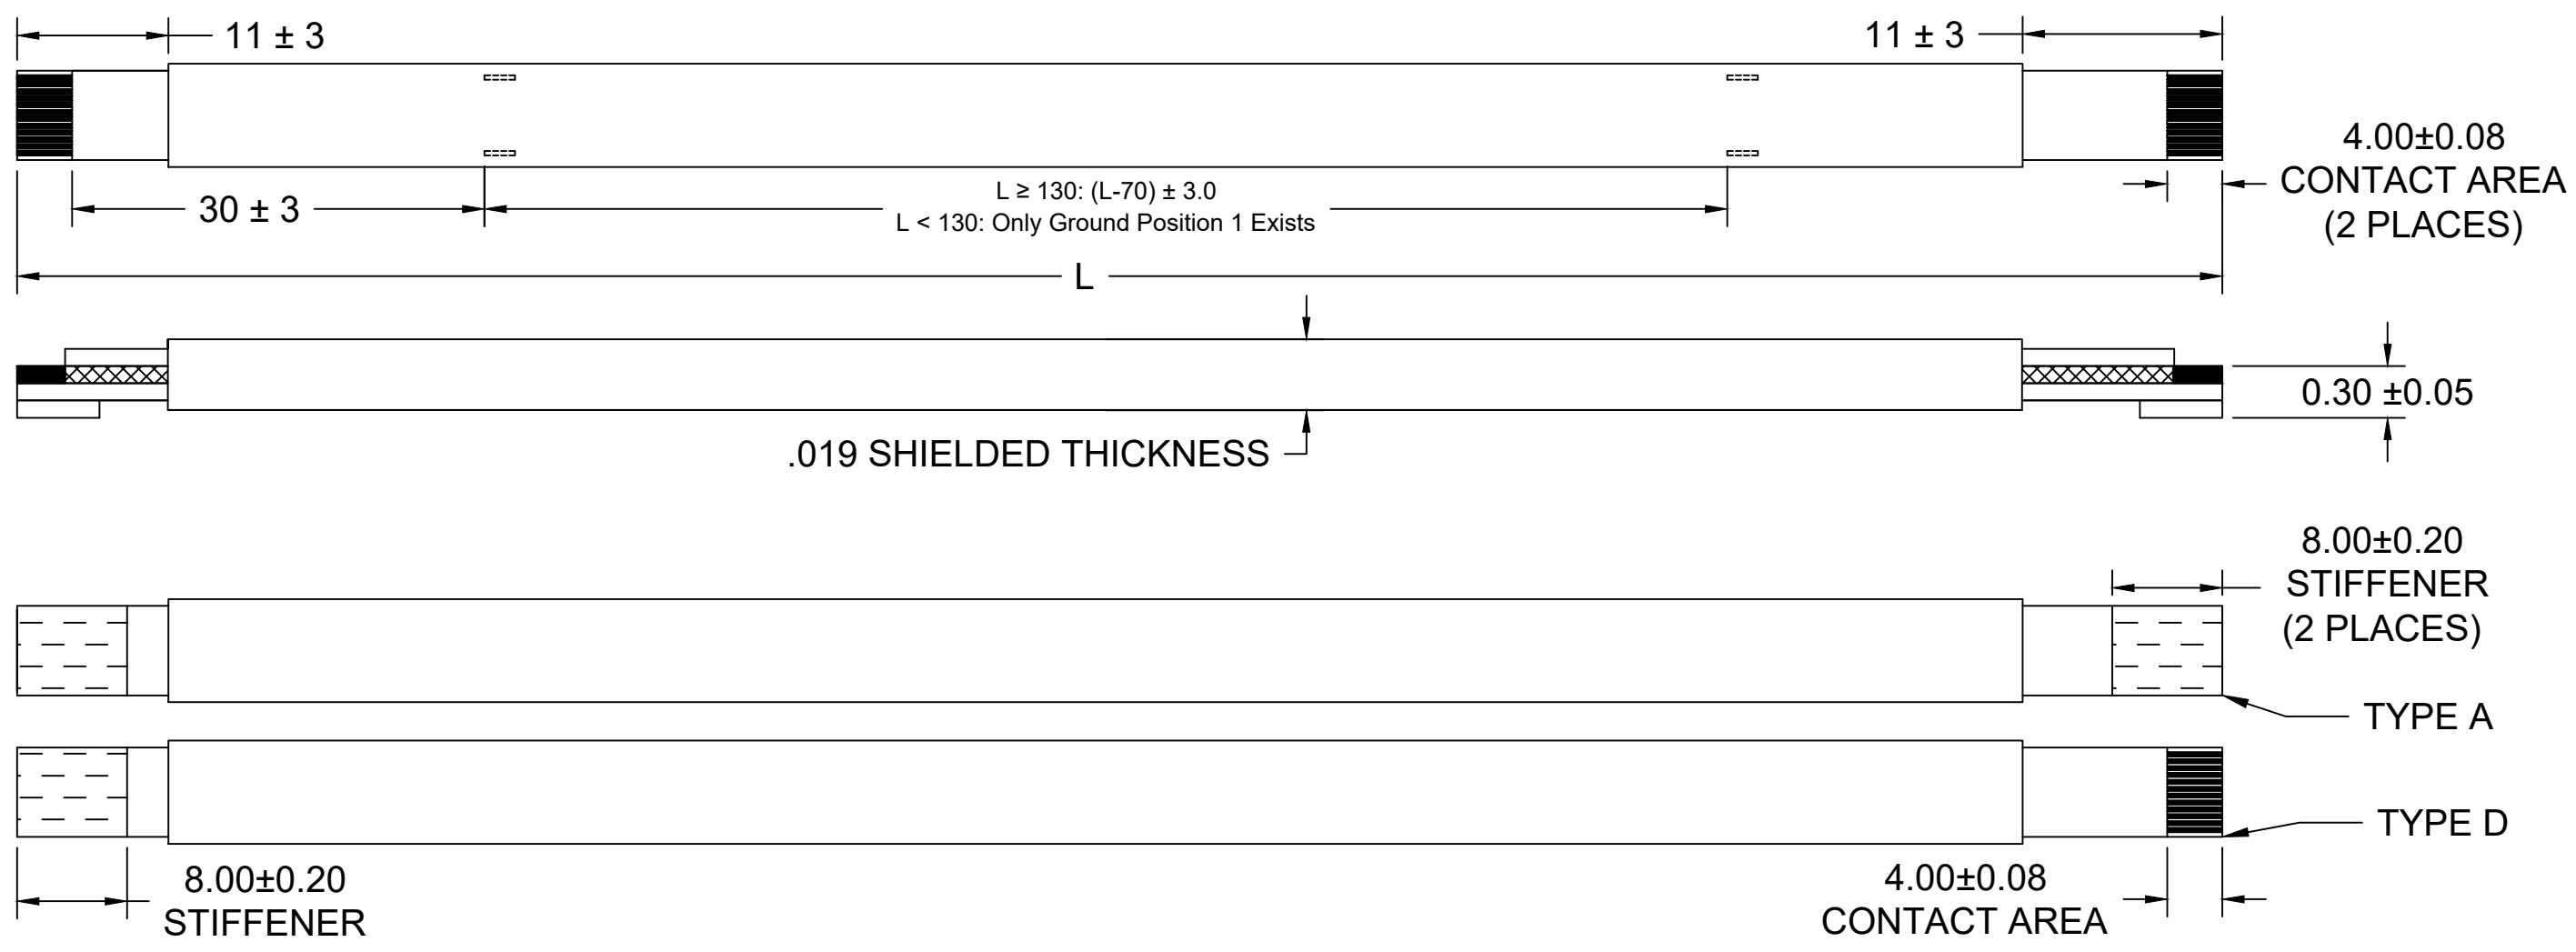 11 ± 3
11 ± 3
4.00±0.08
CONTACT AREA
(2 PLACES)
30 ± 3
L ≥ 130: (L-70) ± 3.0
L < 130: Only Ground Position 1 Exists
L
0.30 ±0.05
.019 SHIELDED THICKNESS
8.00±0.20
STIFFENER
(2 PLACES)
TYPE A
TYPE D
8.00±0.20
STIFFENER
4.00±0.08
CONTACT AREA